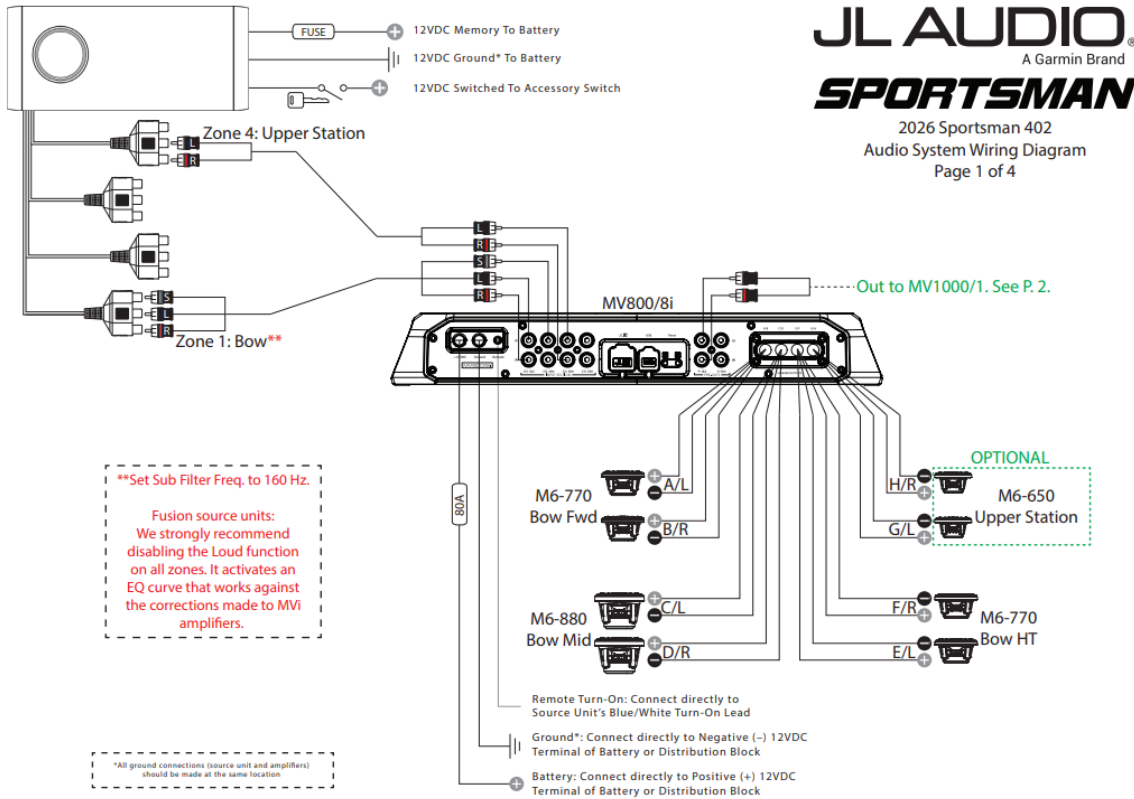 JL AUDIO®
A Garmin Brand
SPORTSMAN
2026 Sportsman 402
Audio System Wiring Diagram
Page 1 of 4
FUSE
12VDC Memory To Battery
12VDC Ground* To Battery
12VDC Switched To Accessory Switch
Zone 4: Upper Station
L
R
L
R
S
L
R
S
L
R
Zone 1: Bow**
Out to MV1000/1. See P. 2.
MV800/8i
**Set Sub Filter Freq. to 160 Hz.
Fusion source units:
We strongly recommend
disabling the Loud function
on all zones. It activates an
EQ curve that works against
the corrections made to MVi
amplifiers.
80A
M6-770
Bow Fwd
A/L
B/R
M6-880
Bow Mid
C/L
D/R
OPTIONAL
H/R
G/L
M6-650
Upper Station
F/R
E/L
M6-770
Bow HT
Remote Turn-On: Connect directly to
Source Unit's Blue/White Turn-On Lead
Ground*: Connect directly to Negative (–) 12VDC
Terminal of Battery or Distribution Block
Battery: Connect directly to Positive (+) 12VDC
Terminal of Battery or Distribution Block
*All ground connections (source unit and amplifiers)
should be made at the same location